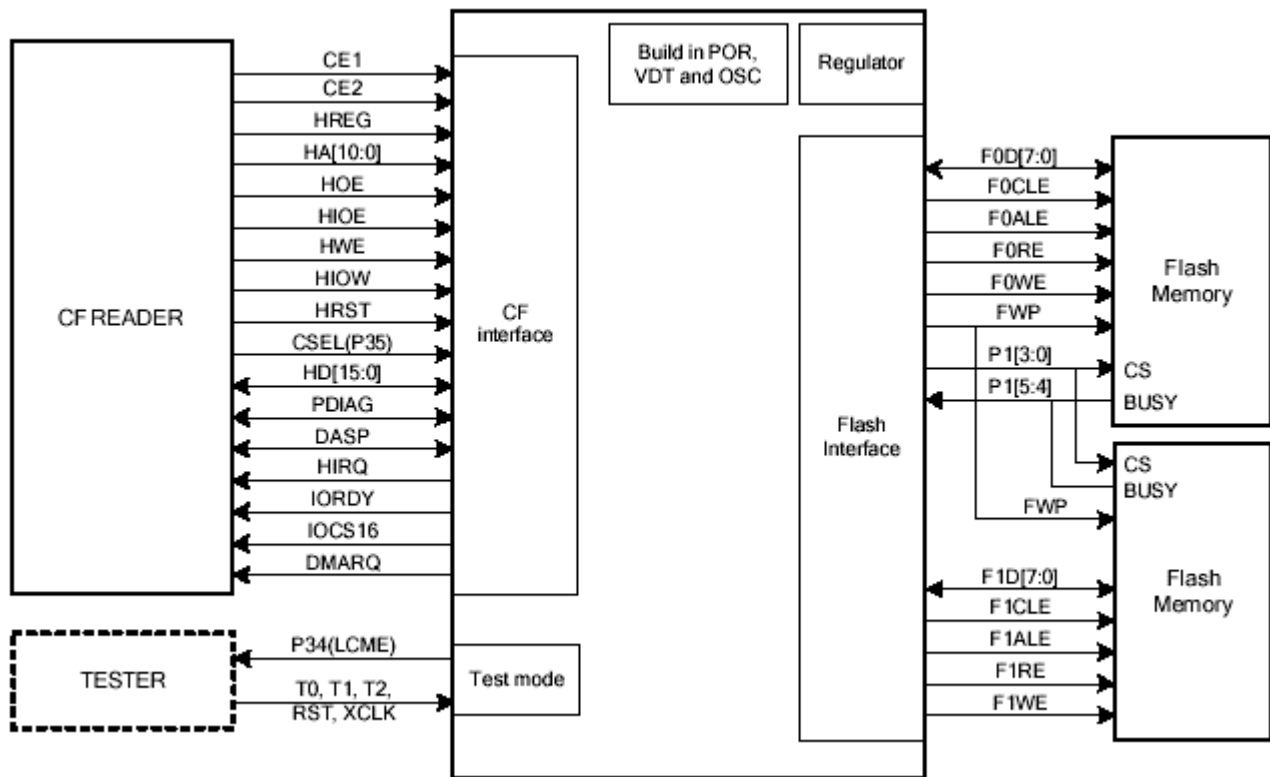 CF READER
CE1
CE2
HREG
HA[10:0]
HOE
HIOE
HWE
HIOW
HRST
CSEL(P35)
HD[15:0]
PDIAG
DASP
HIRQ
IORDY
IOCS16
DMARQ
TESTER
P34(LCME)
T0, T1, T2,
RST, XCLK
CF
interface
Test mode
Build in POR,
VDT and OSC
Regulator
Flash
Interface
F0D[7:0]
F0CLE
F0ALE
F0RE
F0WE
FWP
P1[3:0]
P1[5:4]
Flash
Memory
CS
BUSY
CS
BUSY
FWP
Flash
Memory
F1D[7:0]
F1CLE
F1ALE
F1RE
F1WE